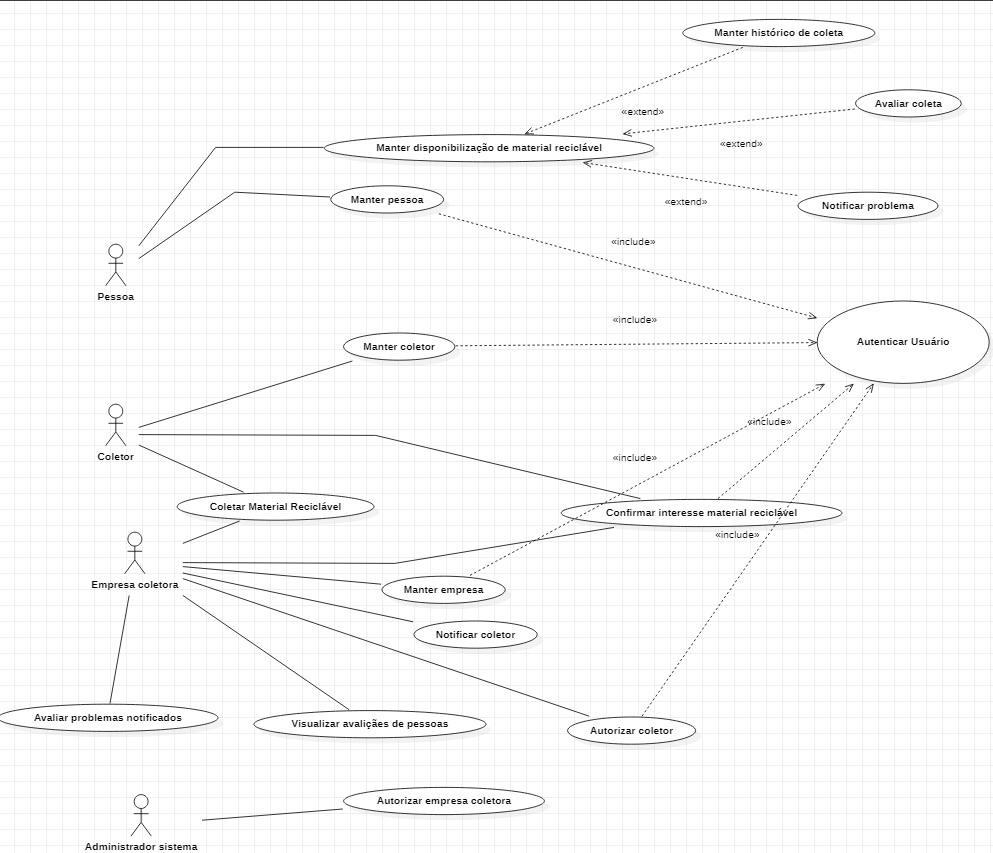 Manter histórico de coleta
Avaliar coleta
«extend»
«extend»
Manter disponibilização de material reciclável
Manter pessoa
«extend»
Notificar problema
«include»
Pessoa
«include»
Manter coletor
Autenticar Usuário
«include»
Coletor
«include»
Coletar Material Reciclável
Confirmar interesse material reciclável
«include»
Empresa coletora
Manter empresa
Notificar coletor
Avaliar problemas notificados
Visualizar avalições de pessoas
Autorizar coletor
Autorizar empresa coletora
Administrador sistema